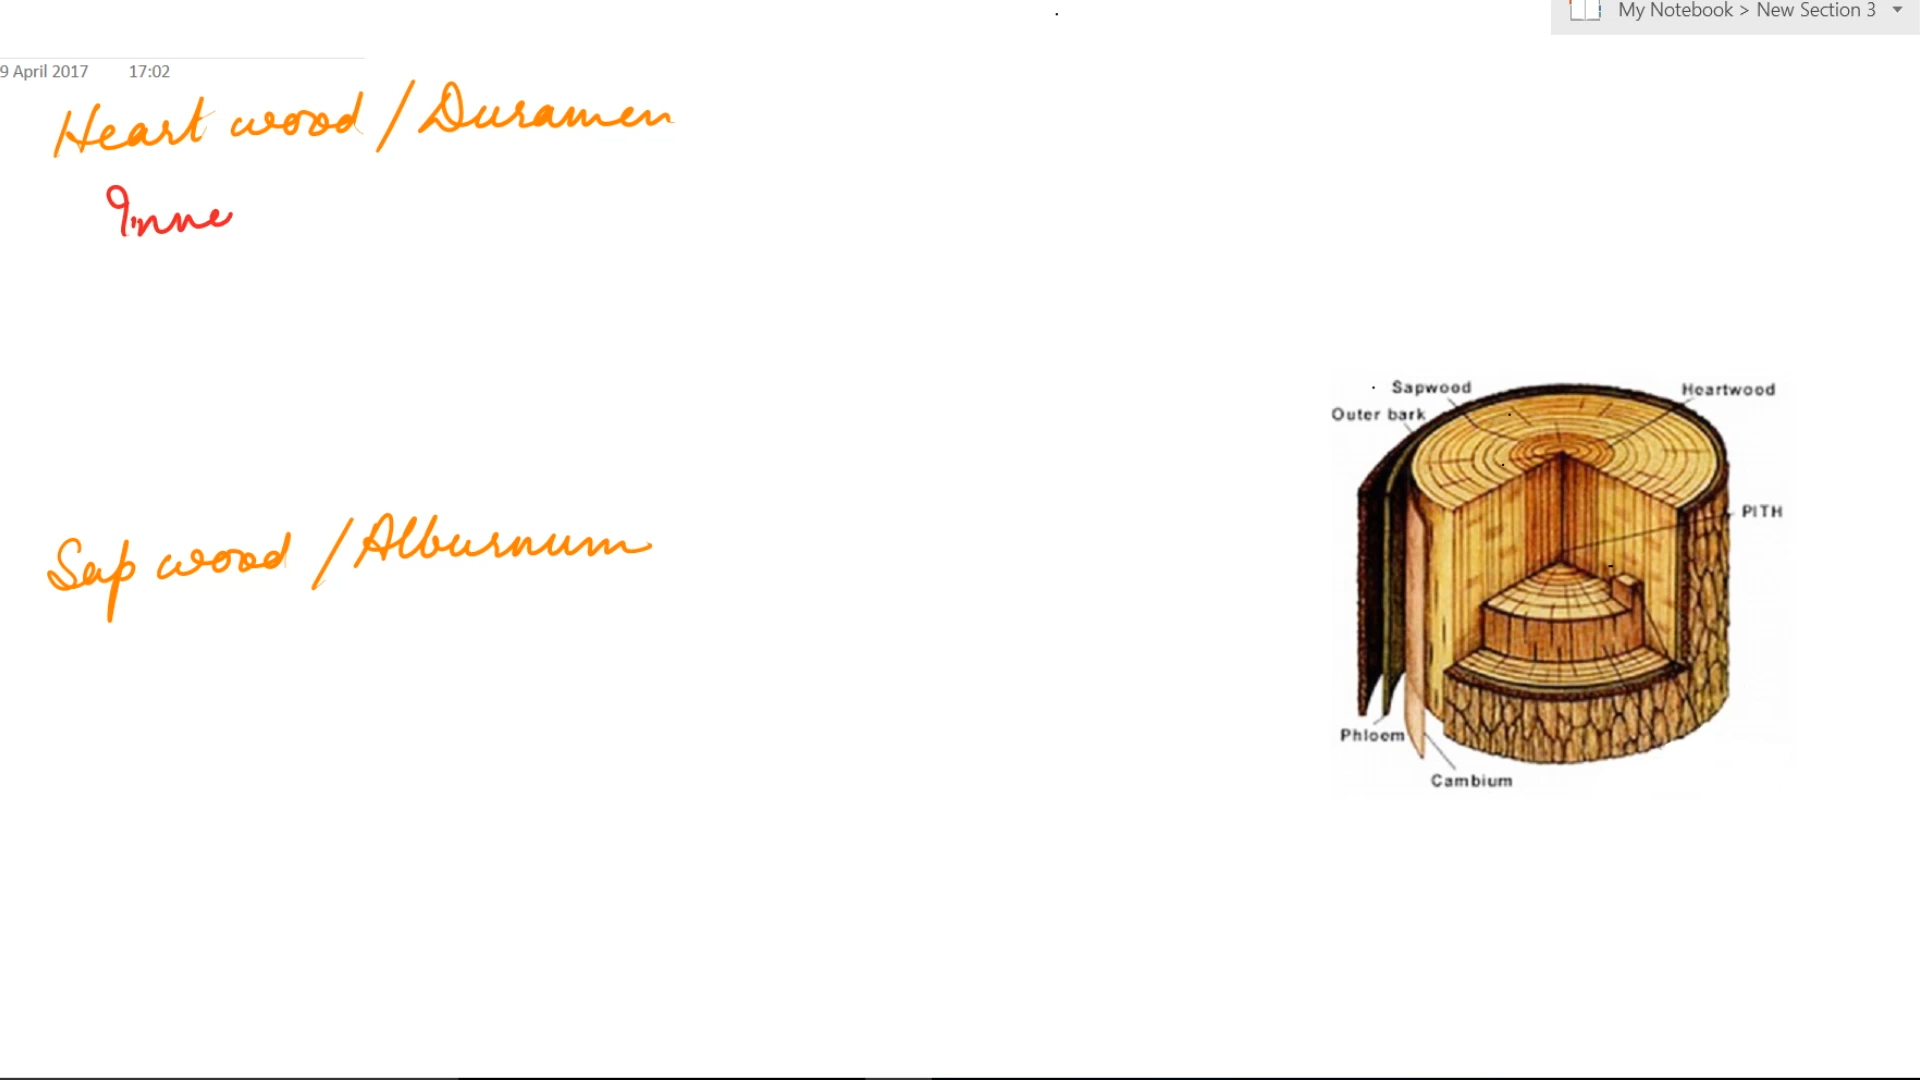 My Notebook > New Section 3
9 April 2017 17:02
Heart wood / Duramen
Inne
Sapwood
Heartwood
Outer bark
PITH
Sap wood / Alburnum
Phloem
Cambium